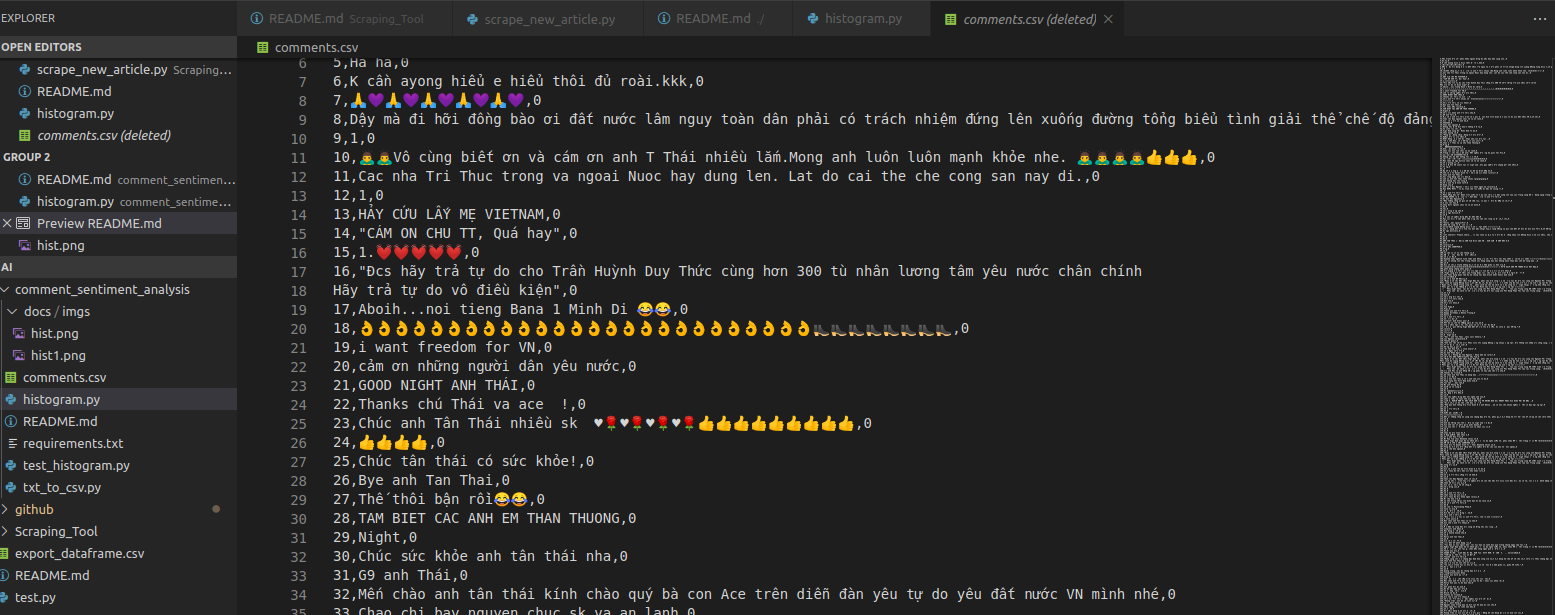 EXPLORER
OPEN EDITORS
scrape_new_article.py Scraping...
README.md
histogram.py
comments.csv (deleted)
GROUP 2
README.md comment_sentimen...
histogram.py comment_sentime...
Preview README.md
hist.png
AI
comment_sentiment_analysis
docs / imgs
hist.png
hist1.png
comments.csv
histogram.py
README.md
requirements.txt
test_histogram.py
txt_to_csv.py
github
Scraping_Tool
export_dataframe.csv
README.md
test.py
README.md Scraping_Tool
scrape_new_article.py
README.md ./
histogram.py
comments.csv (deleted)
comments.csv
6 5,Ha ha,0
7 6,K cần ayong hiểu e hiểu thôi đủ roài.kkk,0
8 7,🙏💜🙏💜🙏💜🙏💜🙏💜,0
9 8,Dậy mà đi hỡi đồng bào ơi đất nước lâm nguy toàn dân phải có trách nhiệm đứng lên xuống đường tổng biểu tình giải thể chế độ đảng
10 9,1,0
11 10,🙇‍♂️🙇‍♂️Vô cùng biết ơn và cám ơn anh T Thái nhiều lắm.Mong anh luôn luôn mạnh khỏe nhe. 🙇‍♂️🙇‍♂️🙇‍♂️🙇‍♂️👍👍👍,0
12 11,Cac nha Tri Thuc trong va ngoai Nuoc hay dung len. Lat do cai the che cong san nay di.,0
13 12,1,0
14 13,HẢY CỨU LẤY MẸ VIETNAM,0
15 14,"CÁM ON CHU TT, Quá hay",0
16 15,1.💓💓💓💓💓,0
17 16,"Đcs hãy trả tự do cho Trần Huỳnh Duy Thức cùng hơn 300 tù nhân lương tâm yêu nước chân chính
18 Hãy trả tự do vô điều kiện",0
19 17,Aboih...noi tieng Bana 1 Minh Di 😂😂,0
20 18,👌👌👌👌👌👌👌👌👌👌👌👌👌👌👌👌👌👌👌👌👌👌👌👌👌👌,0
21 19,i want freedom for VN,0
22 20,cảm ơn những người dân yêu nước,0
23 21,GOOD NIGHT ANH THÁI,0
24 22,Thanks chú Thái va ace  !,0
25 23,Chúc anh Tân Thái nhiều sk  ♥🌹♥🌹♥🌹♥🌹👍👍👍👍👍👍👍👍👍,0
26 24,👍👍👍👍,0
27 25,Chúc tân thái có sức khỏe!,0
28 26,Bye anh Tan Thai,0
29 27,Thế thôi bận rồi😂😂,0
30 28,TAM BIET CAC ANH EM THAN THUONG,0
31 29,Night,0
32 30,Chúc sức khỏe anh tân thái nha,0
33 31,G9 anh Thái,0
34 32,Mến chào anh tân thái kính chào quý bà con Ace trên diễn đàn yêu tự do yêu đất nước VN mình nhé,0
35 33,Chao chi bay nguyen chuc sk va an lanh,0